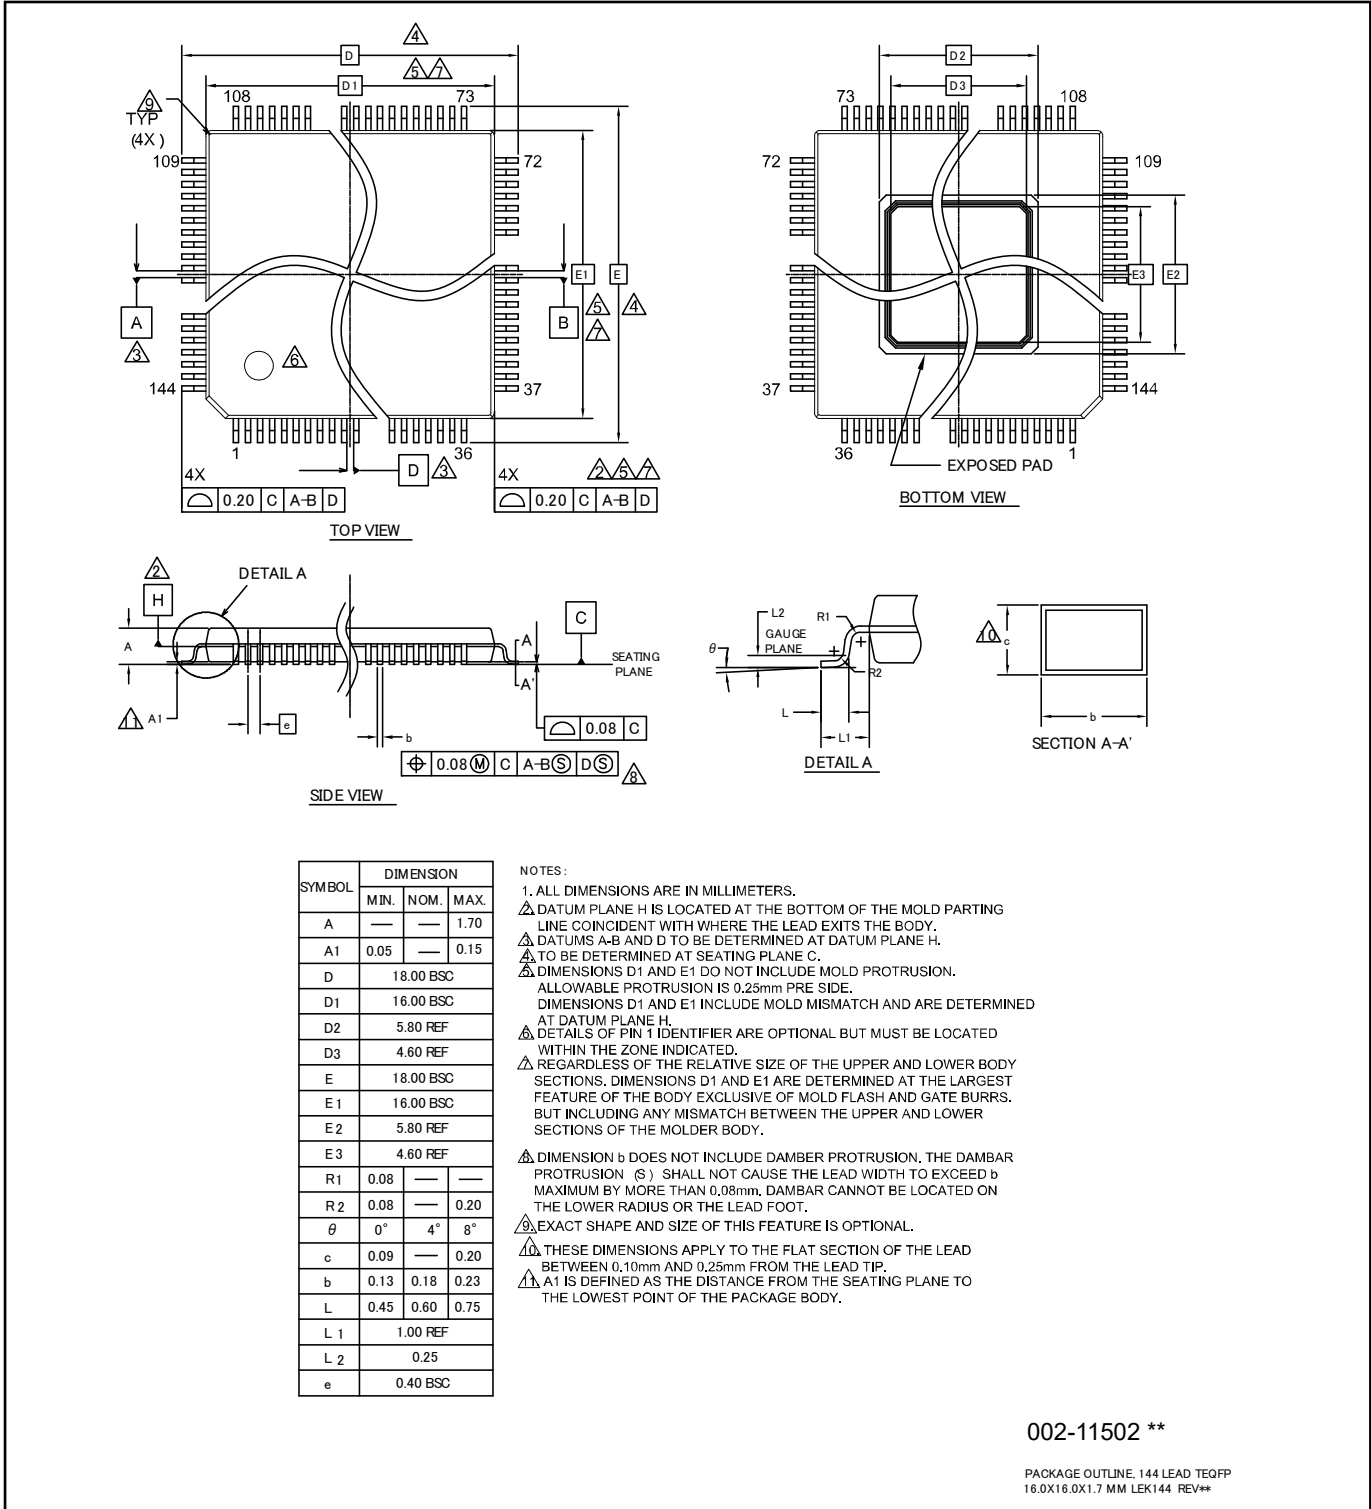 4
D
5 7
D1
9
TYP
(4X)
108
73
109
72
E1
E
A
3
B
5
7
4
6
144
37
1
36
4X
D
3
4X
2 5 7
0.20 C A-B D
0.20 C A-B D
TOP VIEW
D2
D3
73
108
72
109
E3
E2
37
144
36
1
EXPOSED PAD
BOTTOM VIEW
2
H
DETAIL A
A
A
A'
C
SEATING
PLANE
11 A1
e
b
0.08 C
0.08 M C A-B S D S
8
SIDE VIEW
L2
R1
GAUGE
PLANE
θ
R2
L
L1
DETAIL A
10
c
b
SECTION A-A'
SYMBOL DIMENSION
MIN. NOM. MAX.
A — — 1.70
A1 0.05 — 0.15
D 18.00 BSC
D1 16.00 BSC
D2 5.80 REF
D3 4.60 REF
E 18.00 BSC
E1 16.00 BSC
E2 5.80 REF
E3 4.60 REF
R1 0.08 — —
R2 0.08 — 0.20
θ 0° 4° 8°
c 0.09 — 0.20
b 0.13 0.18 0.23
L 0.45 0.60 0.75
L 1 1.00 REF
L 2 0.25
e 0.40 BSC
NOTES:
1. ALL DIMENSIONS ARE IN MILLIMETERS.
2. DATUM PLANE H IS LOCATED AT THE BOTTOM OF THE MOLD PARTING
LINE COINCIDENT WITH WHERE THE LEAD EXITS THE BODY.
3. DATUMS A-B AND D TO BE DETERMINED AT DATUM PLANE H.
4. TO BE DETERMINED AT SEATING PLANE C.
5. DIMENSIONS D1 AND E1 DO NOT INCLUDE MOLD PROTRUSION.
ALLOWABLE PROTRUSION IS 0.25mm PRE SIDE.
DIMENSIONS D1 AND E1 INCLUDE MOLD MISMATCH AND ARE DETERMINED
AT DATUM PLANE H.
6. DETAILS OF PIN 1 IDENTIFIER ARE OPTIONAL BUT MUST BE LOCATED
WITHIN THE ZONE INDICATED.
7. REGARDLESS OF THE RELATIVE SIZE OF THE UPPER AND LOWER BODY
SECTIONS. DIMENSIONS D1 AND E1 ARE DETERMINED AT THE LARGEST
FEATURE OF THE BODY EXCLUSIVE OF MOLD FLASH AND GATE BURRS.
BUT INCLUDING ANY MISMATCH BETWEEN THE UPPER AND LOWER
SECTIONS OF THE MOLDER BODY.
8. DIMENSION b DOES NOT INCLUDE DAMBER PROTRUSION. THE DAMBAR
PROTRUSION (S) SHALL NOT CAUSE THE LEAD WIDTH TO EXCEED b
MAXIMUM BY MORE THAN 0.08mm. DAMBAR CANNOT BE LOCATED ON
THE LOWER RADIUS OR THE LEAD FOOT.
9. EXACT SHAPE AND SIZE OF THIS FEATURE IS OPTIONAL.
10. THESE DIMENSIONS APPLY TO THE FLAT SECTION OF THE LEAD
BETWEEN 0.10mm AND 0.25mm FROM THE LEAD TIP.
11. A1 IS DEFINED AS THE DISTANCE FROM THE SEATING PLANE TO
THE LOWEST POINT OF THE PACKAGE BODY.
002-11502 **
PACKAGE OUTLINE, 144 LEAD TEQFP
16.0X16.0X1.7 MM LEK144 REV**